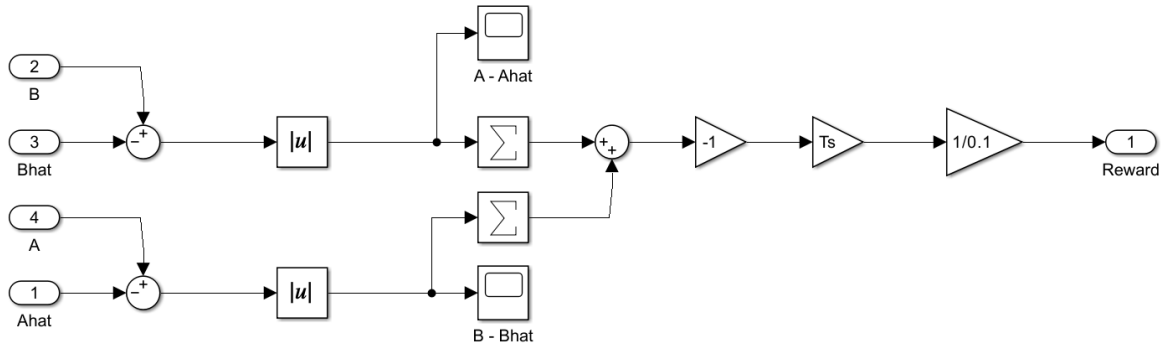 2
B
3
Bhat
4
A
1
Ahat
+
−
|u|
A - Ahat
∑
+
+
-1
Ts
1/0.1
1
Reward
∑
+
−
|u|
B - Bhat